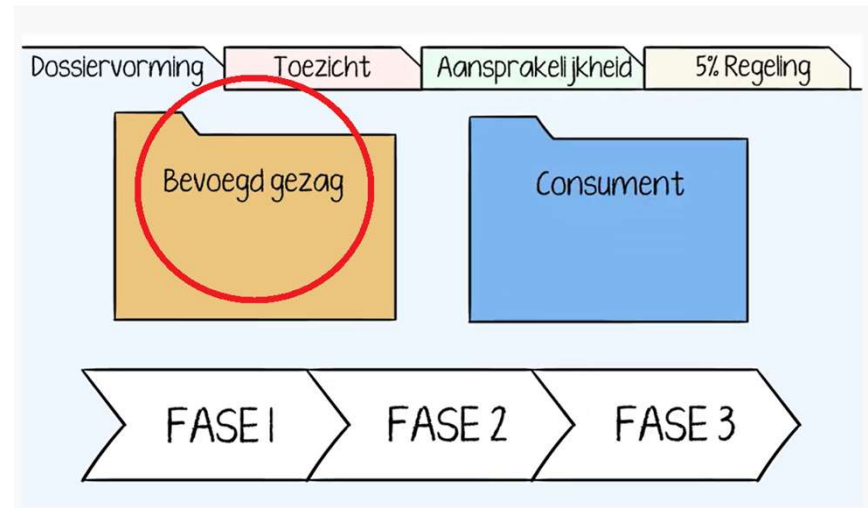 Dossiervorming
Toezicht
Aansprakelijkheid
5% Regeling
Bevoegd gezag
Consument
FASE 1
FASE 2
FASE 3